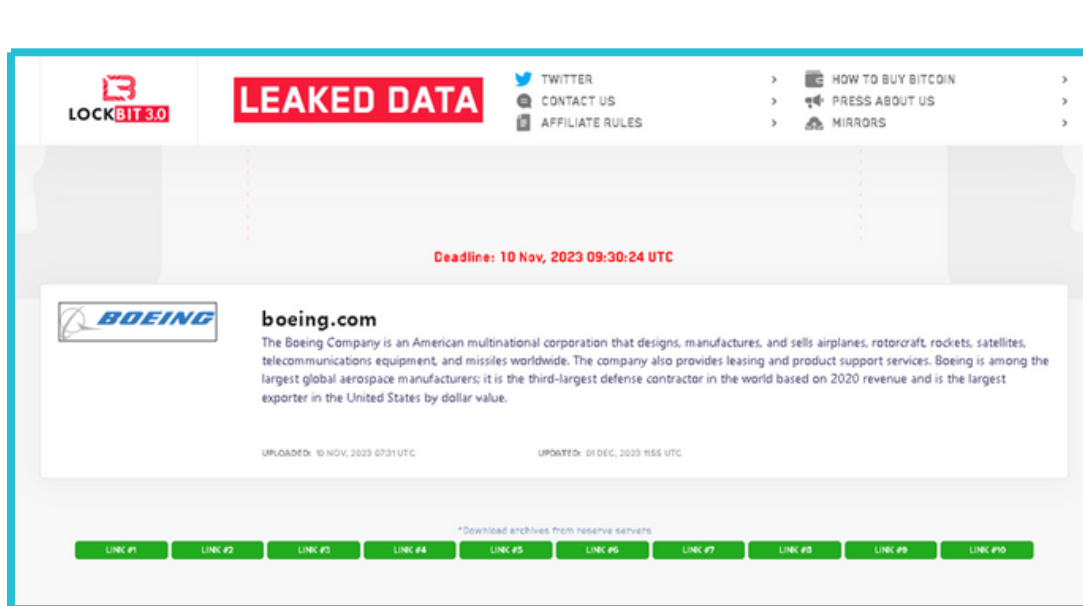 LOCKBIT 3.0
LEAKED DATA
TWITTER >
CONTACT US >
AFFILIATE RULES >
HOW TO BUY BITCOIN >
PRESS ABOUT US >
MIRRORS >
Deadline: 10 Nov, 2023 09:30:24 UTC
BOEING
boeing.com
The Boeing Company is an American multinational corporation that designs, manufactures, and sells airplanes, rotorcraft, rockets, satellites,
telecommunications equipment, and missiles worldwide. The company also provides leasing and product support services. Boeing is among the
largest global aerospace manufacturers; it is the third-largest defense contractor in the world based on 2020 revenue and is the largest
exporter in the United States by dollar value.
UPLOADED: 10 NOV, 2023 07:31 UTC UPDATED: 01 DEC, 2023 11:55 UTC
*Download archives from reserve servers
LINK #1 LINK #2 LINK #3 LINK #4 LINK #5 LINK #6 LINK #7 LINK #8 LINK #9 LINK #10